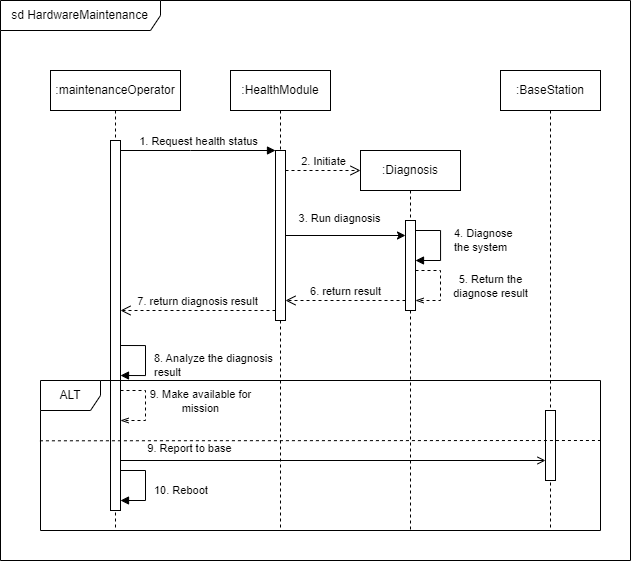 sd HardwareMaintenance
:maintenanceOperator
:HealthModule
:BaseStation
1. Request health status
2. Initiate
:Diagnosis
3. Run diagnosis
4. Diagnose
the system
5. Return the
diagnose result
6. return result
7. return diagnosis result
8. Analyze the diagnosis
result
ALT
9. Make available for
mission
9. Report to base
10. Reboot